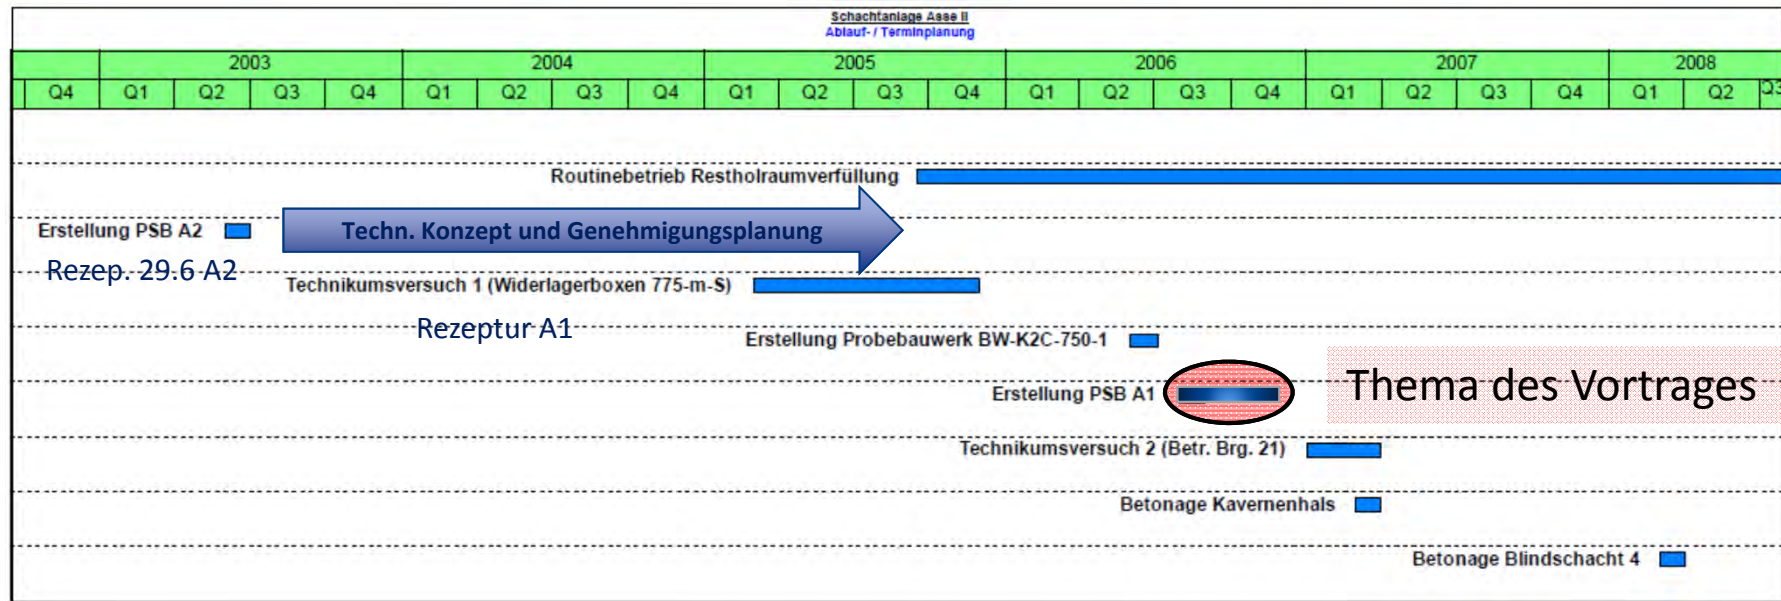 Schachtanlage Asse II
Ablauf- / Terminplanung
2003 2004 2005 2006 2007 2008
Q4 Q1 Q2 Q3 Q4 Q1 Q2 Q3 Q4 Q1 Q2 Q3 Q4 Q1 Q2 Q3 Q4 Q1 Q2 Q3 Q4 Q1 Q2 Q3
Routinebetrieb Restholraumverfüllung
Erstellung PSB A2
Techn. Konzept und Genehmigungsplanung
Rezep. 29.6 A2
Technikumsversuch 1 (Widerlagerboxen 775-m-S)
Rezeptur A1
Erstellung Probebauwerk BW-K2C-750-1
Erstellung PSB A1
Thema des Vortrages
Technikumsversuch 2 (Betr. Brg. 21)
Betonage Kavernenhals
Betonage Blindschacht 4